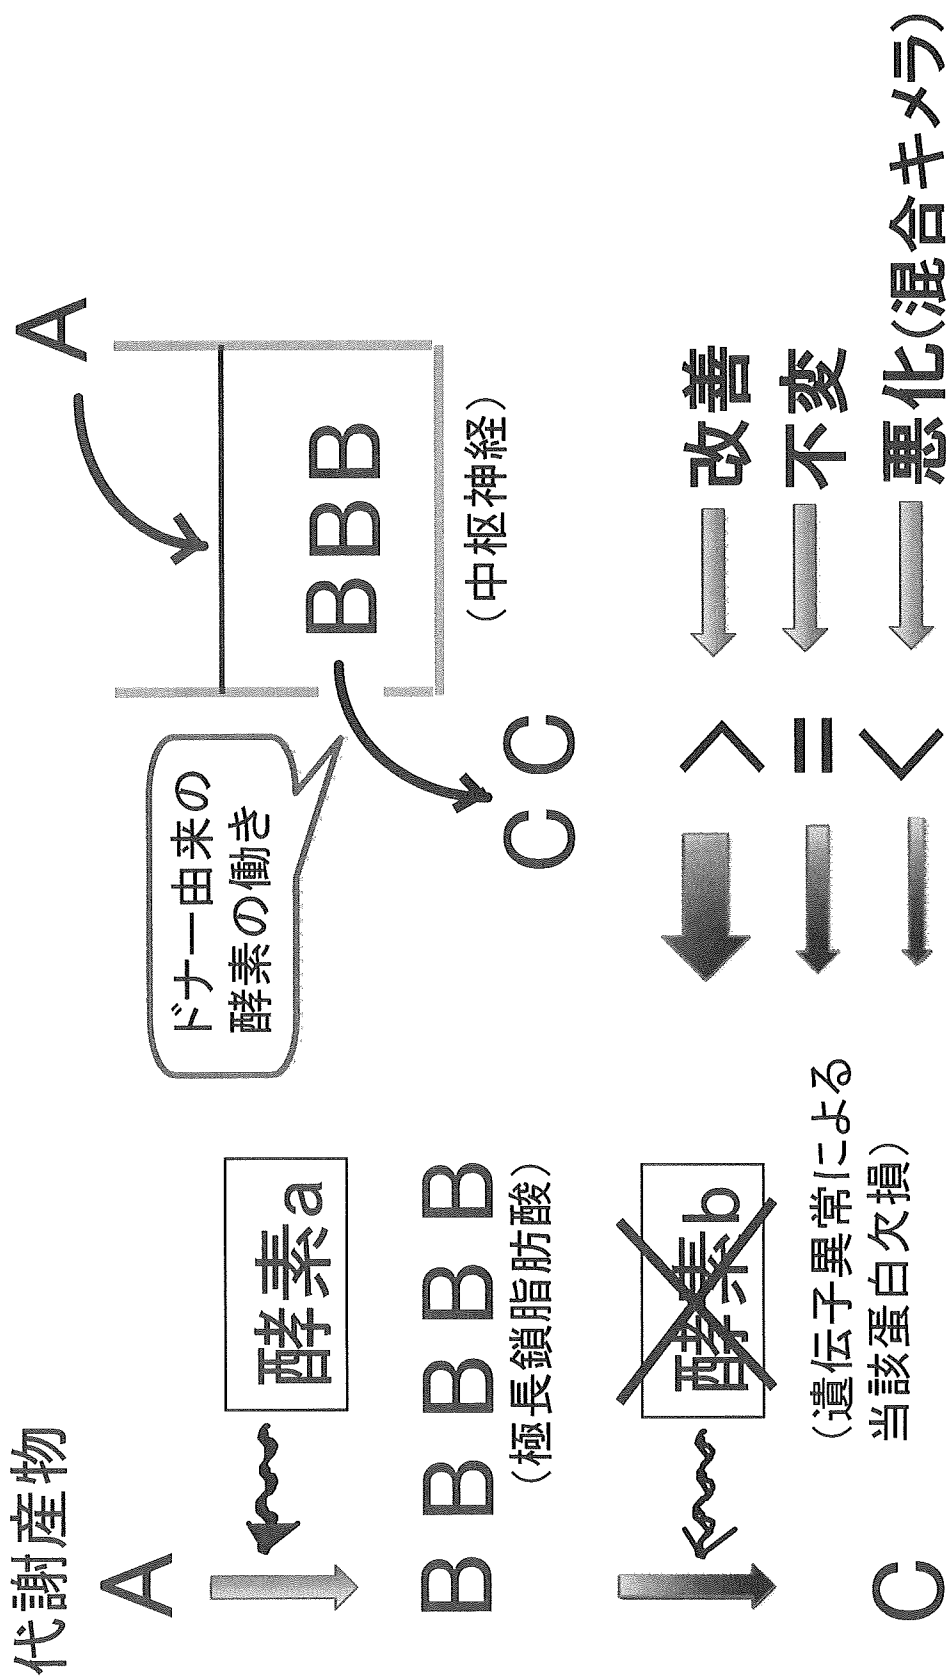 代謝産物
A
酵素a
B B B B B
(極長鎖脂肪酸)
酵素b
(遺伝子異常による
当該蛋白欠損)
C
ドナー由来の
酵素の働き
A
B B B
(中枢神経)
C C
> 改善
= 不変
< 悪化(混合キメラ)